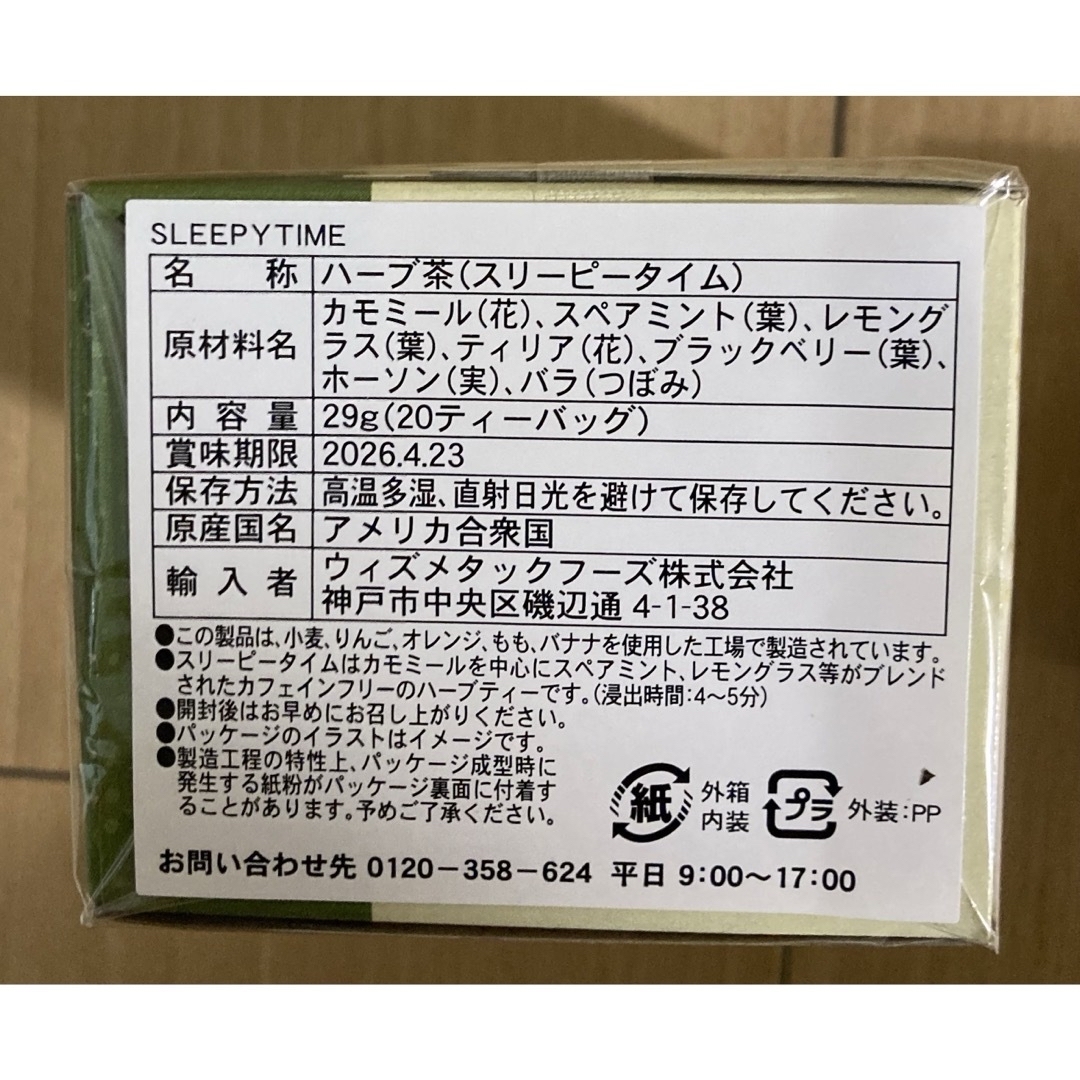 SLEEPYTIME
名称 ハーブ茶(スリーピータイム)
原材料名 カモミール(花)、スペアミント(葉)、レモング
ラス(葉)、ティリア(花)、ブラックベリー(葉)、
ホーソン(実)、バラ(つぼみ)
内容量 29g(20ティーバッグ)
賞味期限 2026.4.23
保存方法 高温多湿、直射日光を避けて保存してください。
原産国名 アメリカ合衆国
輸入者 ウィズメタックフーズ株式会社
神戸市中央区磯辺通 4-1-38
●この製品は、小麦、りんご、オレンジ、もも、バナナを使用した工場で製造されています。
●スリーピータイムはカモミールを中心にスペアミント、レモングラス等がブレンド
されたカフェインフリーのハーブティーです。(浸出時間:4〜5分)
●開封後はお早めにお召し上がりください。
●パッケージのイラストはイメージです。
●製造工程の特性上、パッケージ成型時に
発生する紙粉がパッケージ裏面に付着す
ることがあります。予めご了承ください。
紙 外箱 プラ 外装:PP
内装
お問い合わせ先 0120−358−624 平日 9:00〜17:00